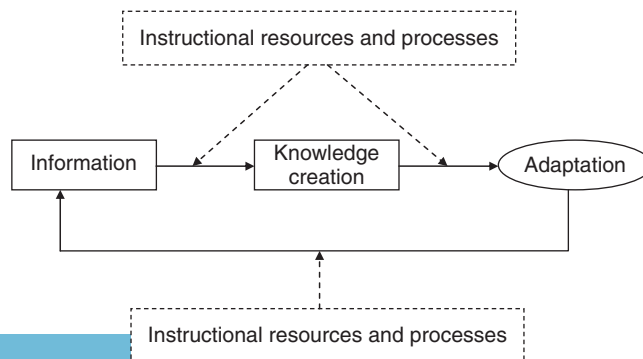 Instructional resources and processes
Information
Knowledge
creation
Adaptation
Instructional resources and processes